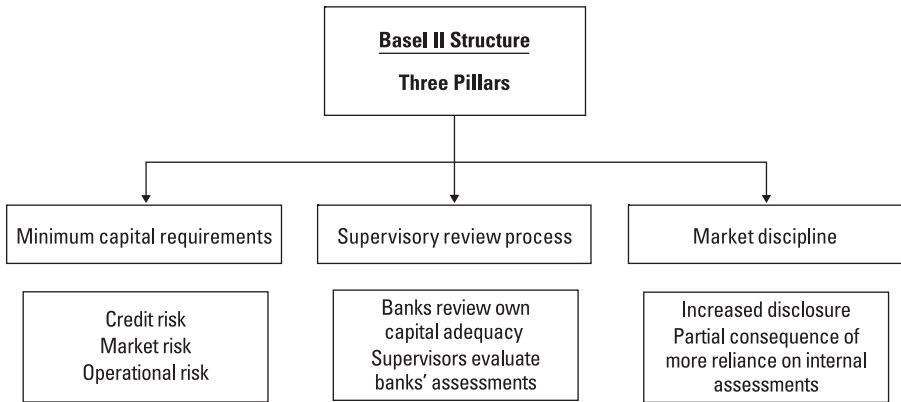 Basel II Structure
Three Pillars
Minimum capital requirements
Supervisory review process
Market discipline
Credit risk
Market risk
Operational risk
Banks review own
capital adequacy
Supervisors evaluate
banks’ assessments
Increased disclosure
Partial consequence of
more reliance on internal
assessments